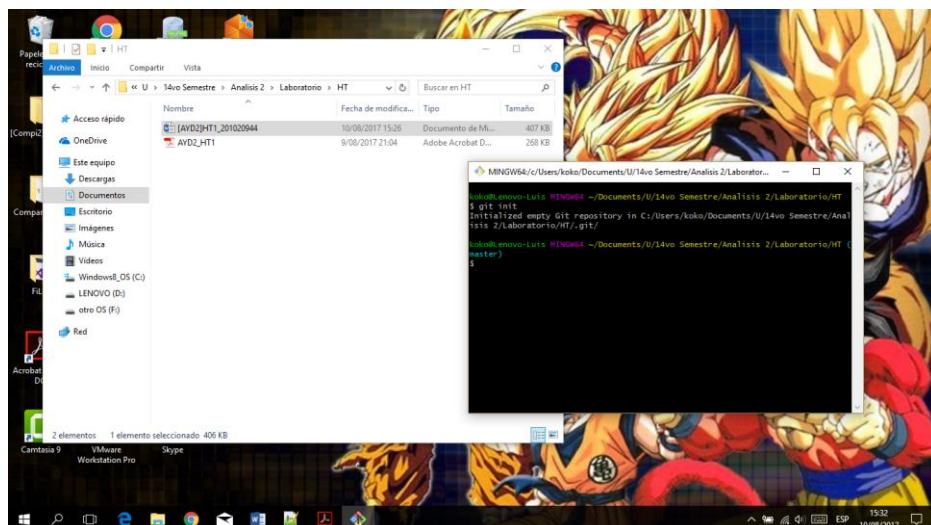 HT
Archivo Inicio Compartir Vista
« U › 14vo Semestre › Analisis 2 › Laboratorio › HT
Buscar en HT
Nombre Fecha de modifica... Tipo Tamaño
[AYD2]HT1_201020944 10/08/2017 15:26 Documento de Mi... 407 KB
AYD2_HT1 9/08/2017 21:04 Adobe Acrobat D... 268 KB
Acceso rápido
OneDrive
Este equipo
Descargas
Documentos
Escritorio
Imágenes
Música
Vídeos
Windows8_OS (C:)
LENOVO (D:)
otro OS (F:)
Red
2 elementos 1 elemento seleccionado 406 KB
MINGW64:/c/Users/koko/Documents/U/14vo Semestre/Analisis 2/Laborator...
koko@Lenovo-Luis MINGW64 ~/Documents/U/14vo Semestre/Analisis 2/Laboratorio/HT
$ git init
Initialized empty Git repository in C:/Users/koko/Documents/U/14vo Semestre/Anal
isis 2/Laboratorio/HT/.git/
koko@Lenovo-Luis MINGW64 ~/Documents/U/14vo Semestre/Analisis 2/Laboratorio/HT (
master)
$
Papele
recic
[Compi2
Compar
Acrobat
DC
Camtasia 9
VMware
Workstation Pro
Skype
ESP
15:32
10/08/2017